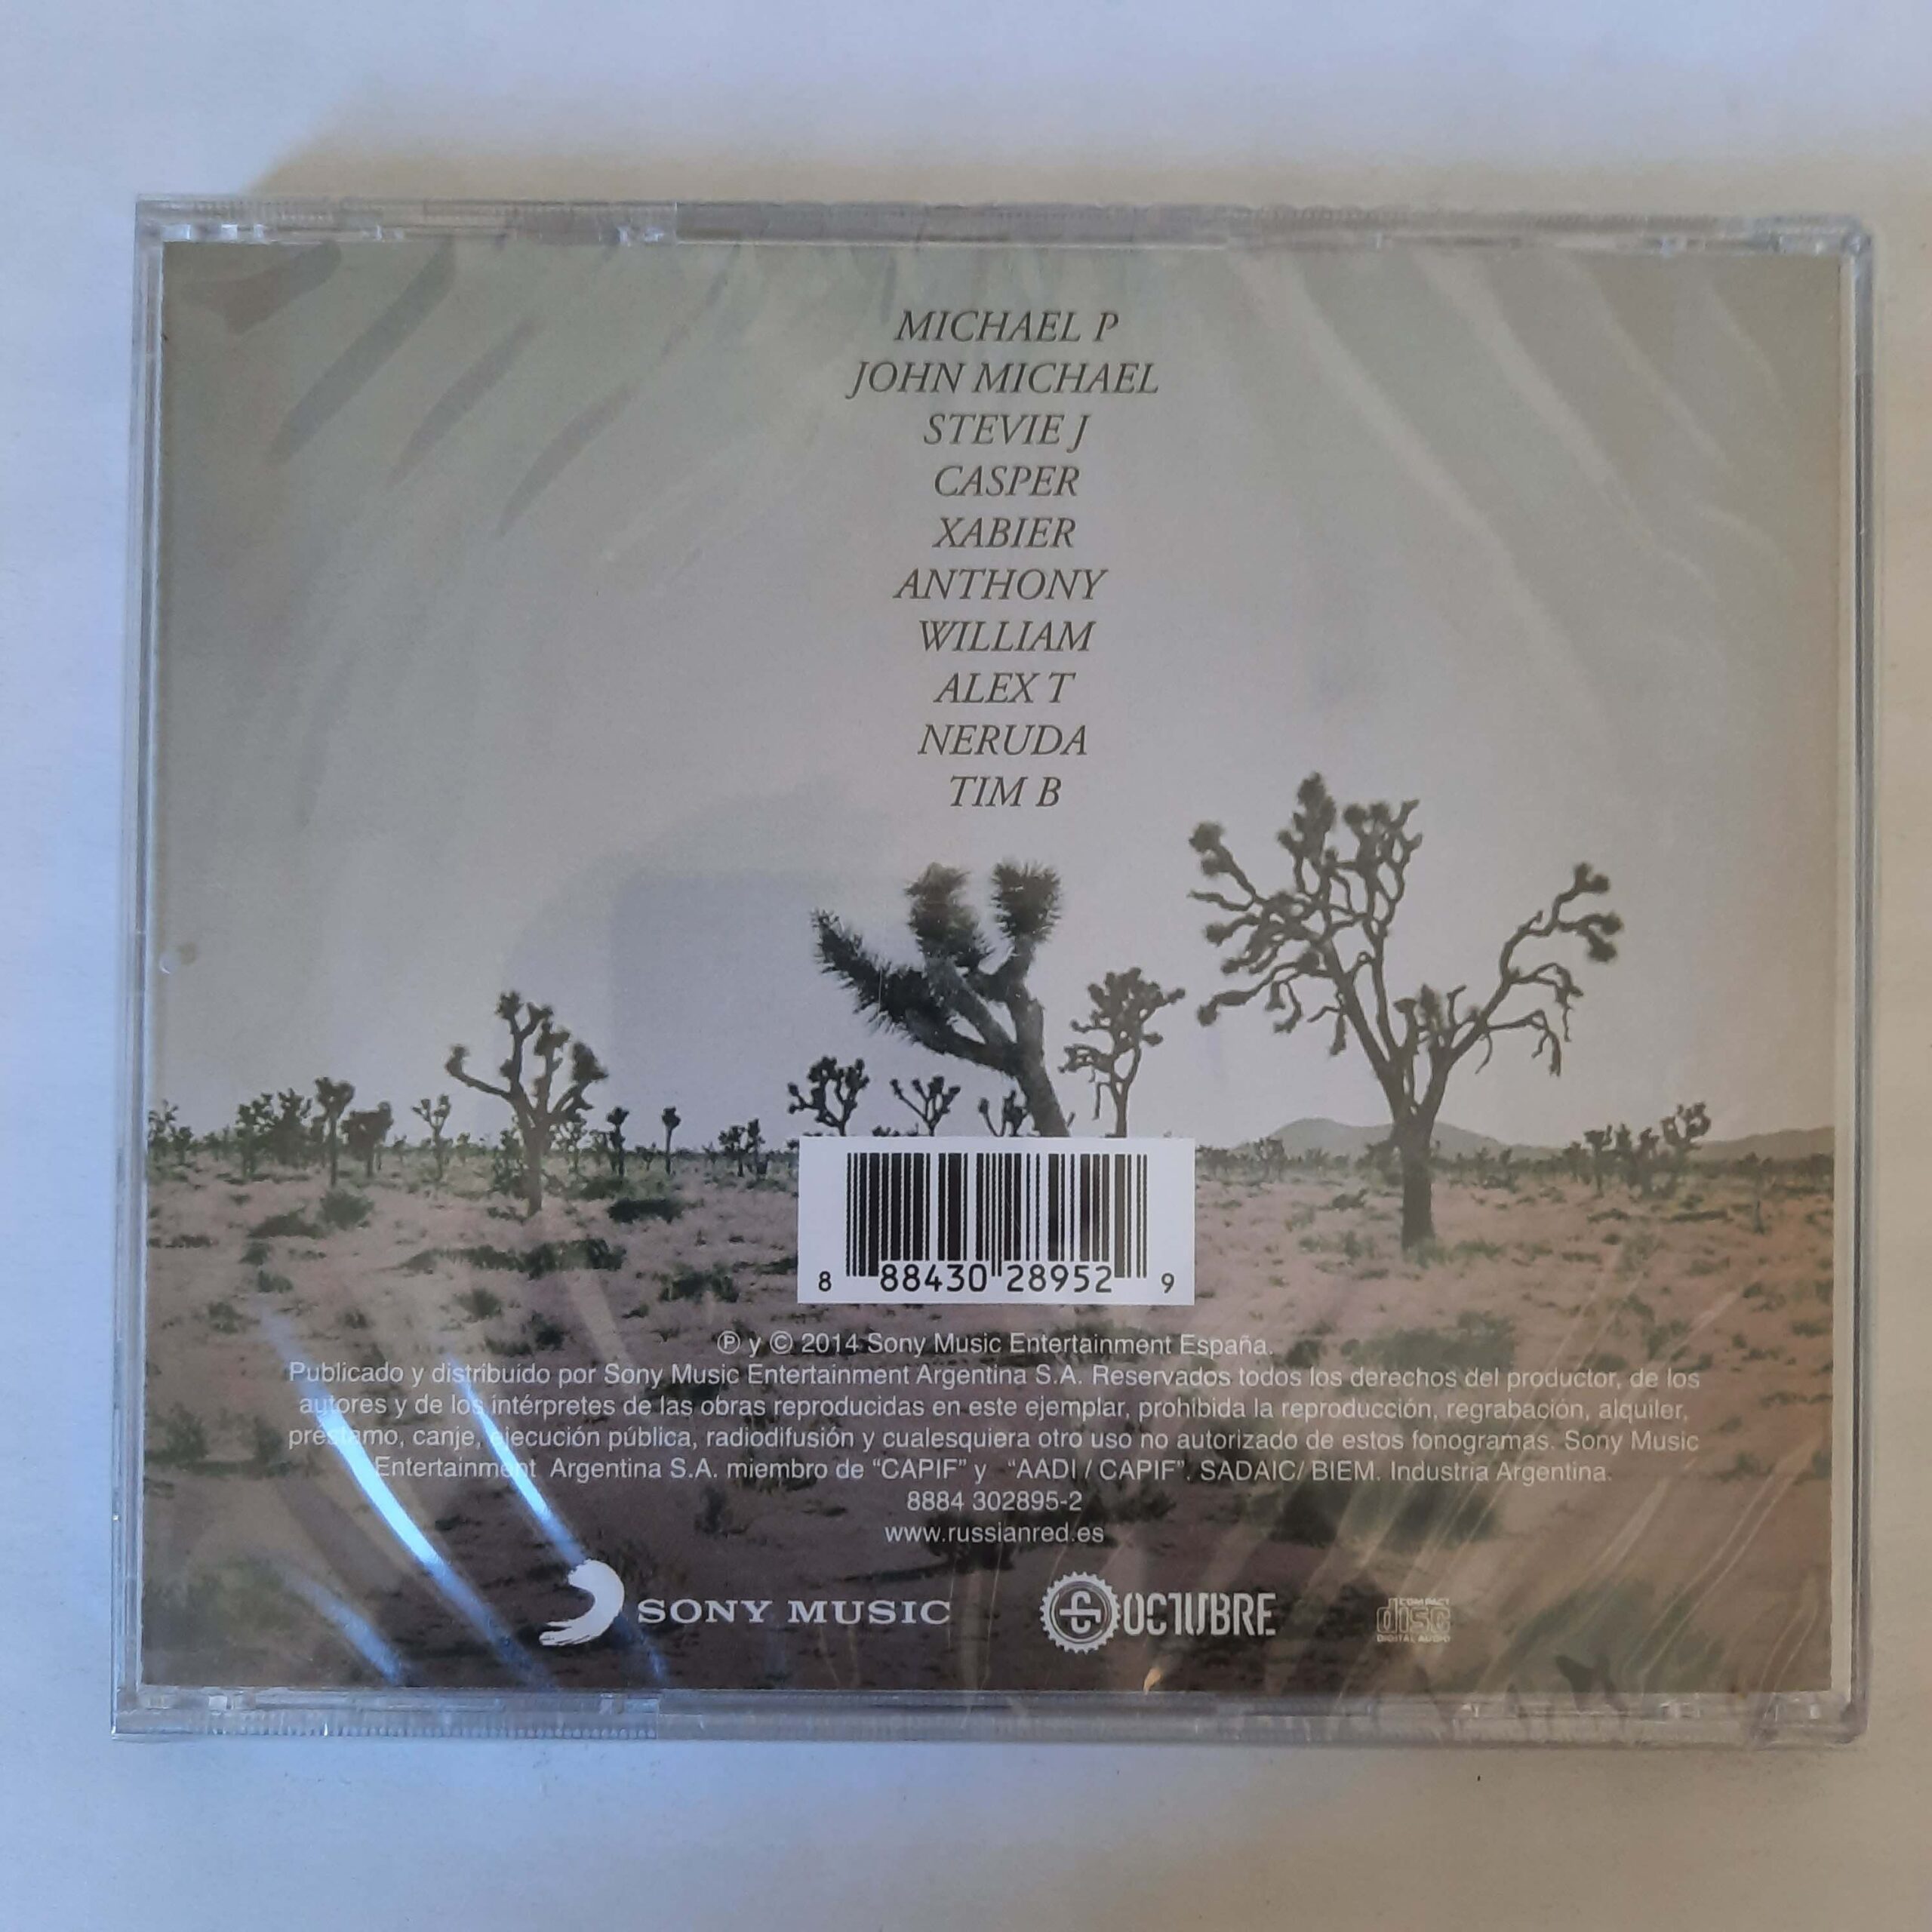 MICHAEL P
JOHN MICHAEL
STEVIE J
CASPER
XABIER
ANTHONY
WILLIAM
ALEX T
NERUDA
TIM B
8 88430 28952 9
℗ y © 2014 Sony Music Entertainment España.
Publicado y distribuído por Sony Music Entertainment Argentina S.A. Reservados todos los derechos del productor, de los
autores y de los intérpretes de las obras reproducidas en este ejemplar, prohibida la reproducción, regrabación, alquiler,
préstamo, canje, ejecución pública, radiodifusión y cualesquiera otro uso no autorizado de estos fonogramas. Sony Music
Entertainment Argentina S.A. miembro de “CAPIF” y “AADI / CAPIF”. SADAIC/ BIEM. Industria Argentina.
8884 302895-2
www.russianred.es
SONY MUSIC
OCTUBRE
COMPACT
disc
DIGITAL AUDIO